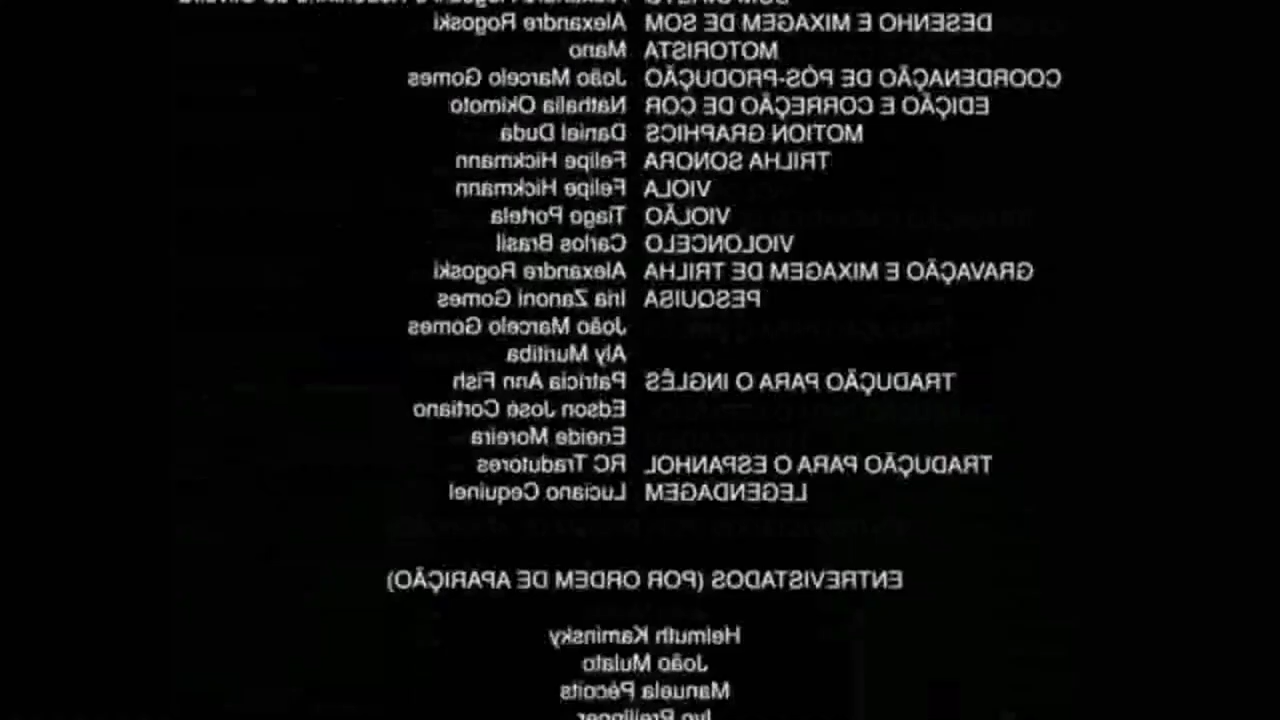 DESENHO E MIXAGEM DE SOM Alexandre Rogoski
MOTORISTA Mano
COORDENAÇÃO DE PÓS-PRODUÇÃO João Marcelo Gomes
EDIÇÃO E CORREÇÃO DE COR Nathalia Okimoto
MOTION GRAPHICS Daniel Duda
TRILHA SONORA Felipe Hickmann
VIOLA Felipe Hickmann
VIOLÃO Tiago Portela
VIOLONCELO Carlos Brasil
GRAVAÇÃO E MIXAGEM DE TRILHA Alexandre Rogoski
PESQUISA Iria Zanoni Gomes
João Marcelo Gomes
Aly Muritiba
TRADUÇÃO PARA O INGLÊS Patricia Ann Fish
Edson José Cortiano
Eneide Moreira
TRADUÇÃO PARA O ESPANHOL RC Tradutores
LEGENDAGEM Luciano Cequinel
ENTREVISTADOS (POR ORDEM DE APARIÇÃO)
Helmuth Kaminsky
João Mulato
Manuela Pécoits